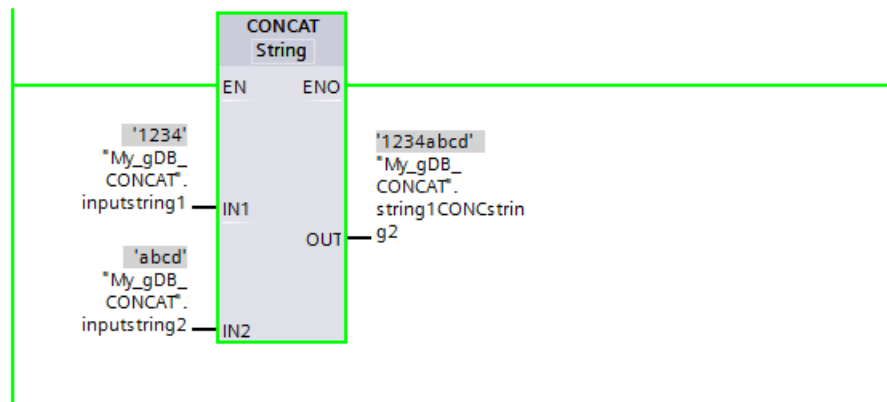 CONCAT
String
EN ENO
'1234'
"My_gDB_
CONCAT".
inputstring1
IN1
'1234abcd'
"My_gDB_
CONCAT".
string1CONCstrin
g2
OUT
'abcd'
"My_gDB_
CONCAT".
inputstring2
IN2